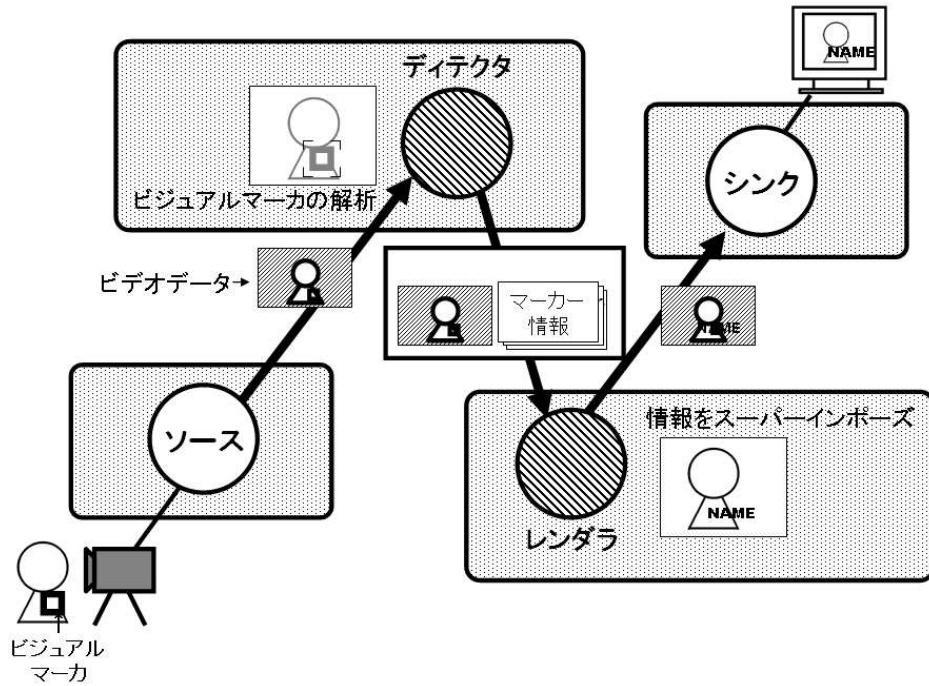 NAME
ディテクタ
シンク
ビジュアルマーカの解析
ビデオデータ→
マーカー
情報
NAME
ソース
情報をスーパーインポーズ
NAME
レンダラ
ビジュアル
マーカ